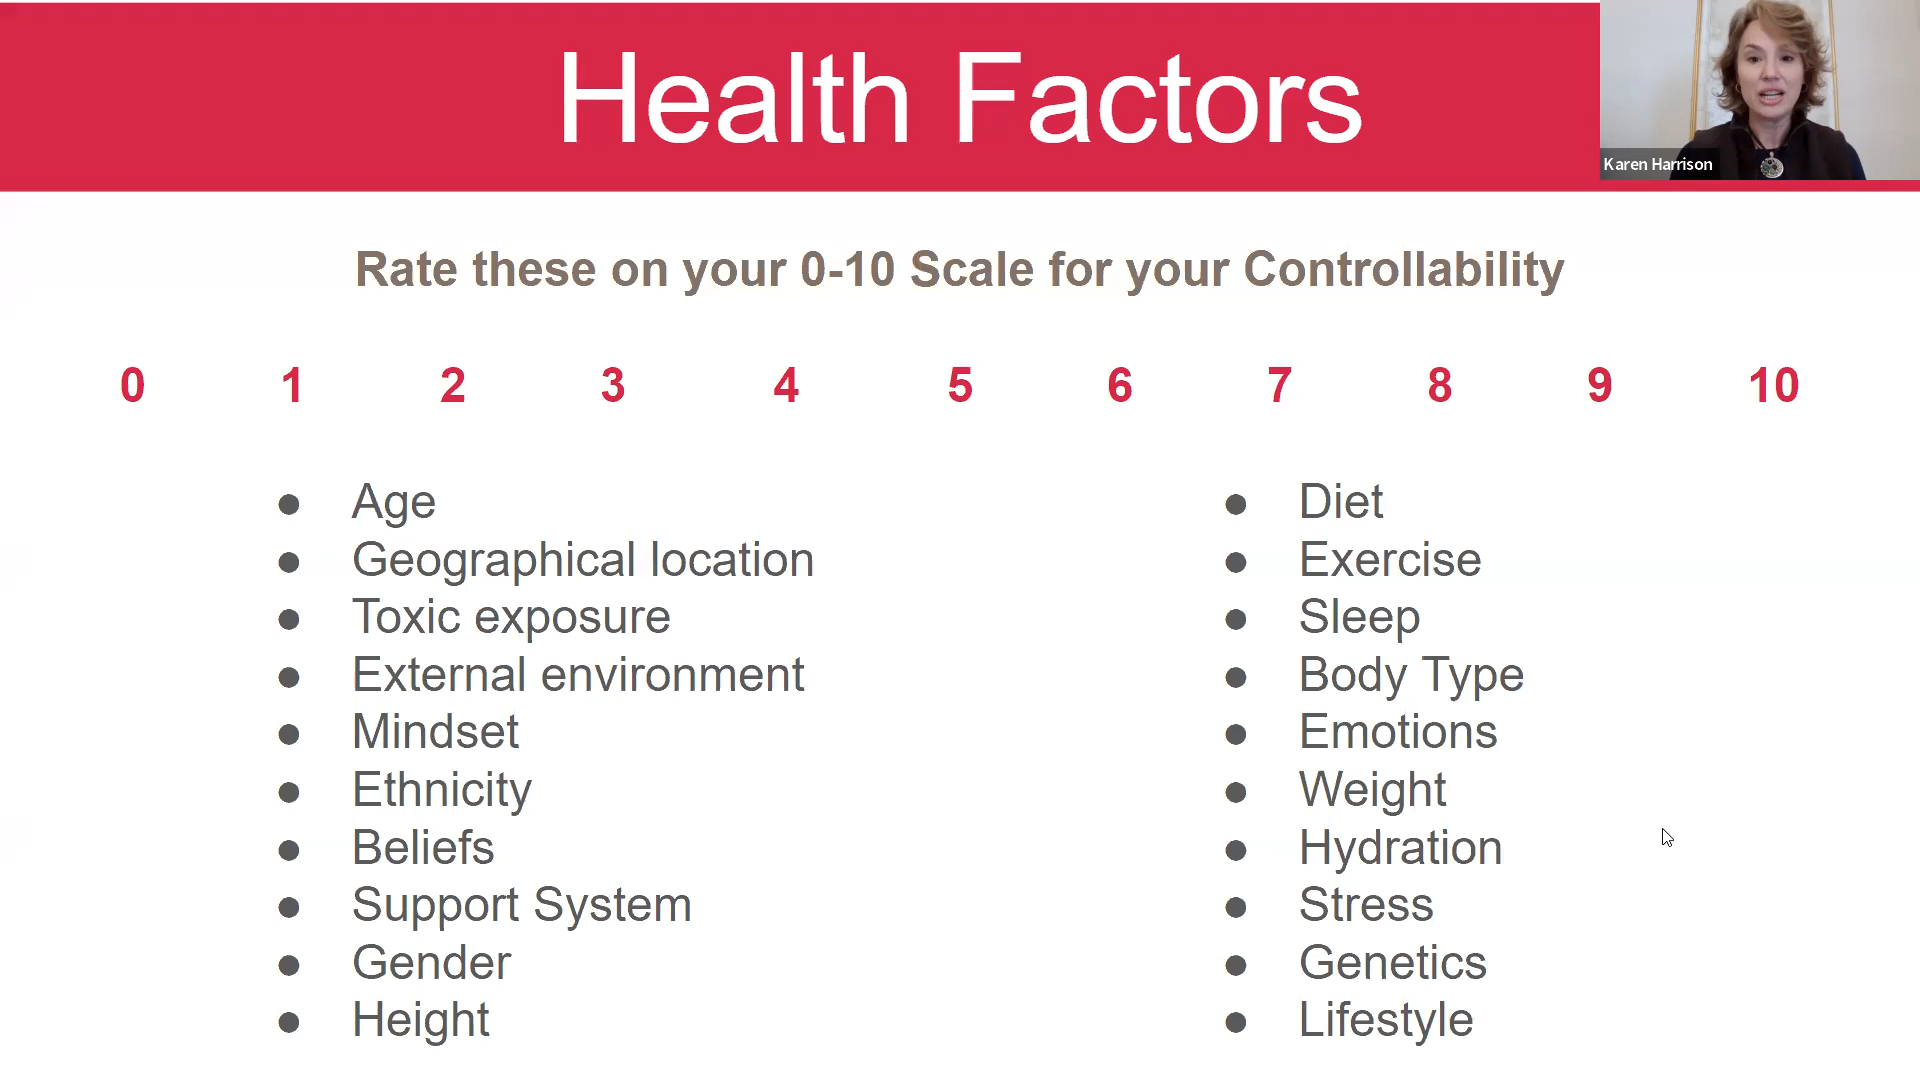 Health Factors
Karen Harrison
Rate these on your 0-10 Scale for your Controllability
0 1 2 3 4 5 6 7 8 9 10
● Age
● Geographical location
● Toxic exposure
● External environment
● Mindset
● Ethnicity
● Beliefs
● Support System
● Gender
● Height
● Diet
● Exercise
● Sleep
● Body Type
● Emotions
● Weight
● Hydration
● Stress
● Genetics
● Lifestyle